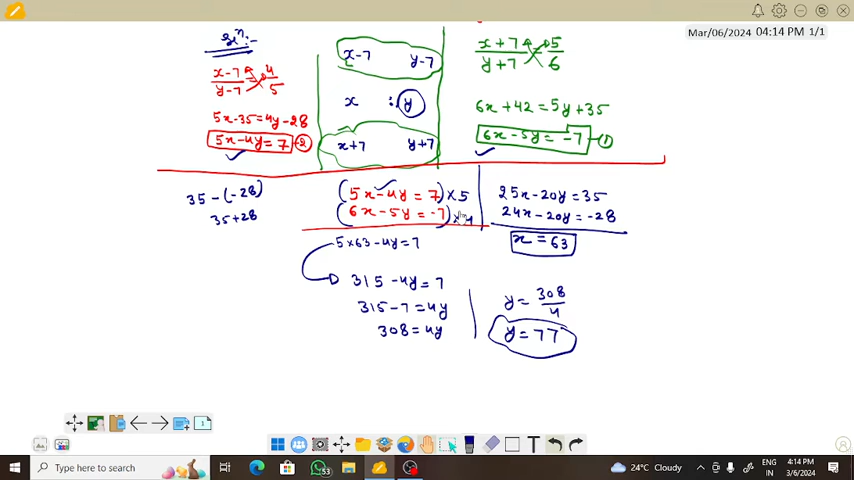 Mar/06/2024 04:14 PM 1/1
Sol^n:-
x-7/y-7 = 4/5
5x-35=4y-28
5x-4y=7 2
x-7 y-7
x : y
x+7 y+7
x+7/y+7 = 5/6
6x+42=5y+35
6x-5y=-7 1
35-(-28)
35+28
(5x-4y=7)×5
(6x-5y=-7)×4
5×63-4y=7
315-4y=7
315-7=4y
308=4y
25x-20y=35
24x-20y=-28
x=63
y=308/4
y=77
1
Type here to search
53
24°C Cloudy
ENG
IN
4:14 PM
3/6/2024